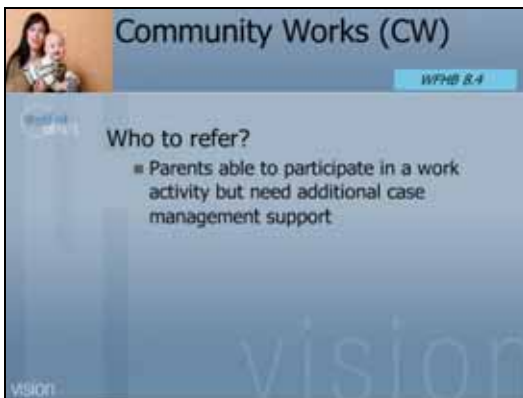 Community Works (CW)
WFHB 8.4
Who to refer?
■ Parents able to participate in a work
activity but need additional case
management support
vision
vision